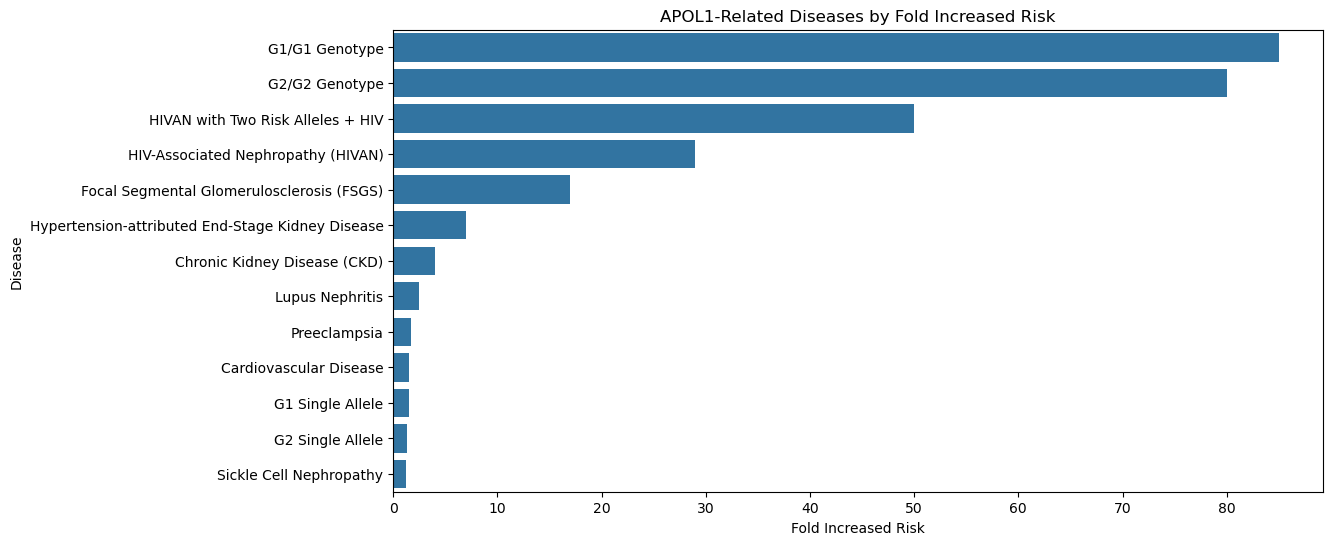 APOL1-Related Diseases by Fold Increased Risk
Disease
G1/G1 Genotype
G2/G2 Genotype
HIVAN with Two Risk Alleles + HIV
HIV-Associated Nephropathy (HIVAN)
Focal Segmental Glomerulosclerosis (FSGS)
Hypertension-attributed End-Stage Kidney Disease
Chronic Kidney Disease (CKD)
Lupus Nephritis
Preeclampsia
Cardiovascular Disease
G1 Single Allele
G2 Single Allele
Sickle Cell Nephropathy
0 10 20 30 40 50 60 70 80
Fold Increased Risk